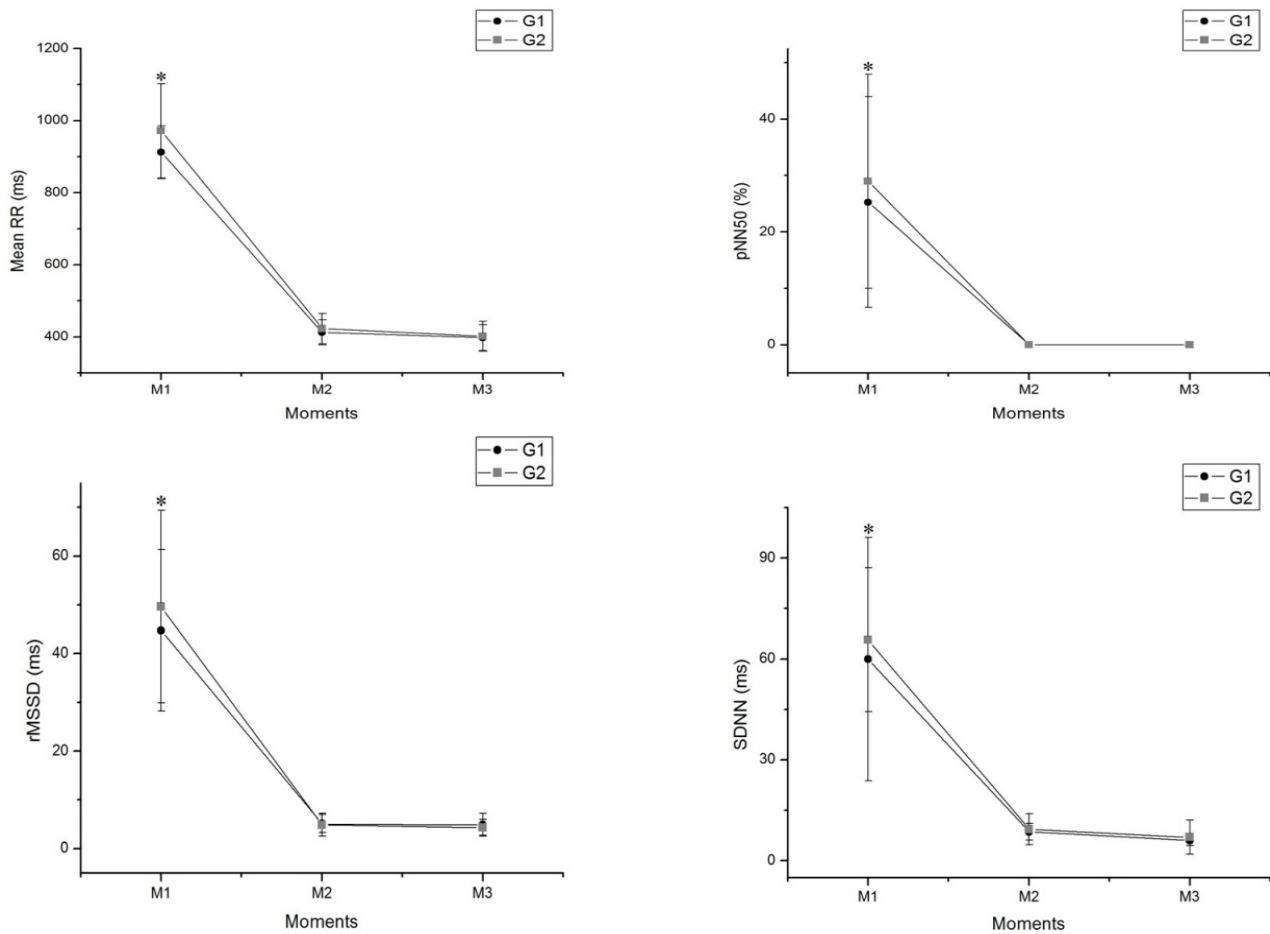 G1
G2
*
1200
1000
800
600
400
Mean RR (ms)
M1 M2 M3
Moments
G1
G2
*
40
20
0
pNN50 (%)
M1 M2 M3
Moments
G1
G2
*
60
40
20
0
rMSSD (ms)
M1 M2 M3
Moments
G1
G2
*
90
60
30
0
SDNN (ms)
M1 M2 M3
Moments